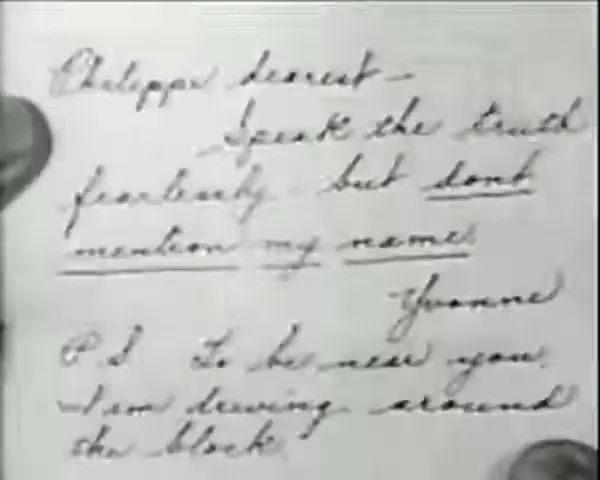 Philippe dearest –
Speak the truth
fearlessly – but dont
mention my name.
Yvonne
P.S. To be near you
I am driving around
the block.